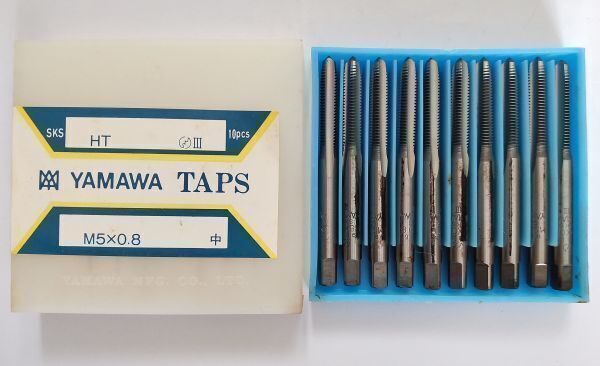 SKS
HT
III
10pcs
YAMAWA TAPS
M5×0.8
中
YAMAWA MFG. CO., LTD.